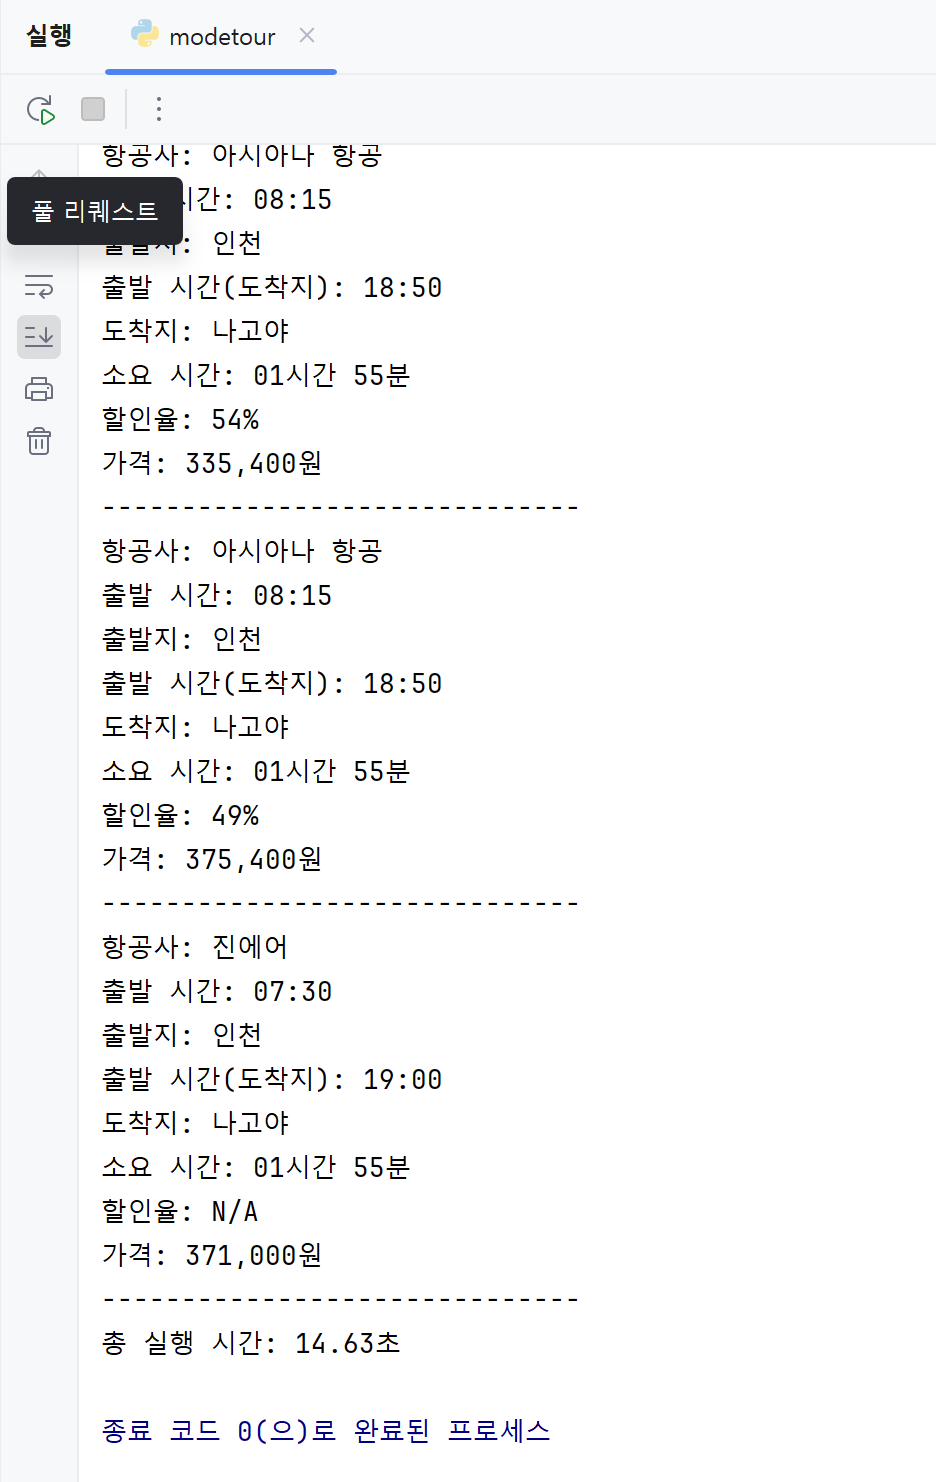 실행 modetour
항공사: 아시아나 항공
풀 리퀘스트
시간: 08:15
인천
출발 시간(도착지): 18:50
도착지: 나고야
소요 시간: 01시간 55분
할인율: 54%
가격: 335,400원
------------------------------
항공사: 아시아나 항공
출발 시간: 08:15
출발지: 인천
출발 시간(도착지): 18:50
도착지: 나고야
소요 시간: 01시간 55분
할인율: 49%
가격: 375,400원
------------------------------
항공사: 진에어
출발 시간: 07:30
출발지: 인천
출발 시간(도착지): 19:00
도착지: 나고야
소요 시간: 01시간 55분
할인율: N/A
가격: 371,000원
------------------------------
총 실행 시간: 14.63초
종료 코드 0(으)로 완료된 프로세스